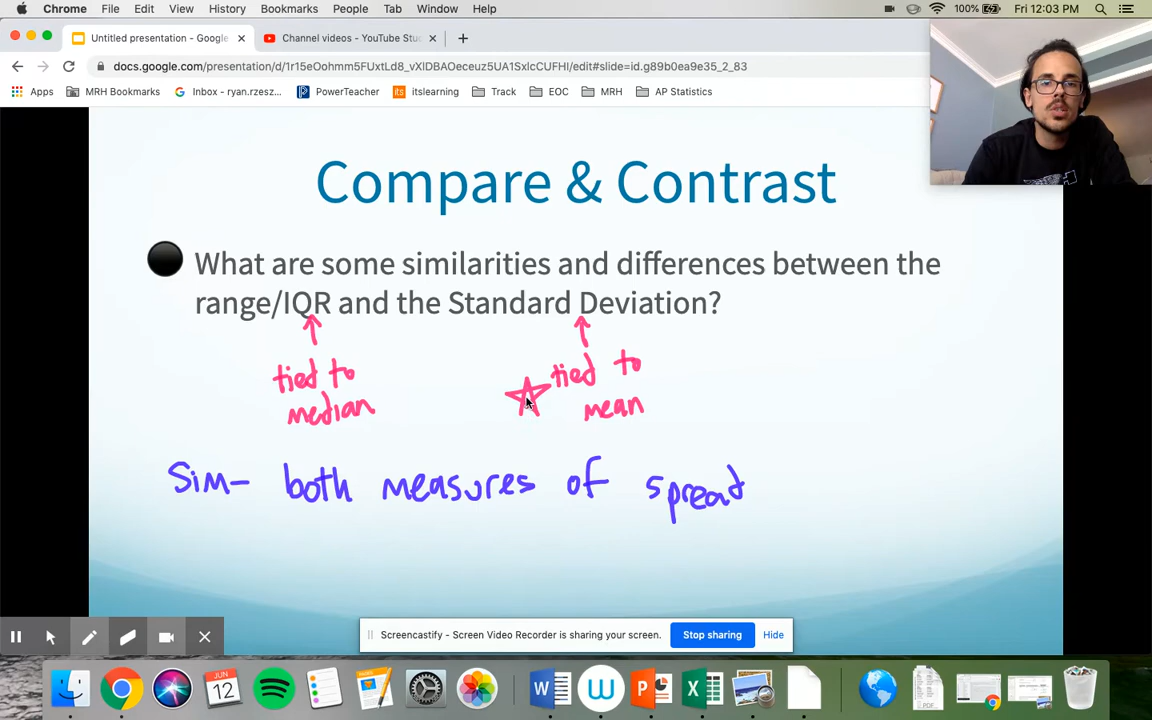 Chrome File Edit View History Bookmarks People Tab Window Help 100% Fri 12:03 PM
Untitled presentation - Google Channel videos - YouTube Stu
docs.google.com/presentation/d/1r15eOohmm5FUxtLd8_vXlDBAOeceuz5UA1SxlcCUFHI/edit#slide=id.g89b0ea9e35_2_83
Apps MRH Bookmarks Inbox - ryan.rzesz... PowerTeacher its itslearning Track EOC MRH AP Statistics
Compare & Contrast
What are some similarities and differences between the
range/IQR and the Standard Deviation?
tied to
median
tied to
mean
Sim- both measures of spread
Screencastify - Screen Video Recorder is sharing your screen. Stop sharing Hide
JUN
12
PDF